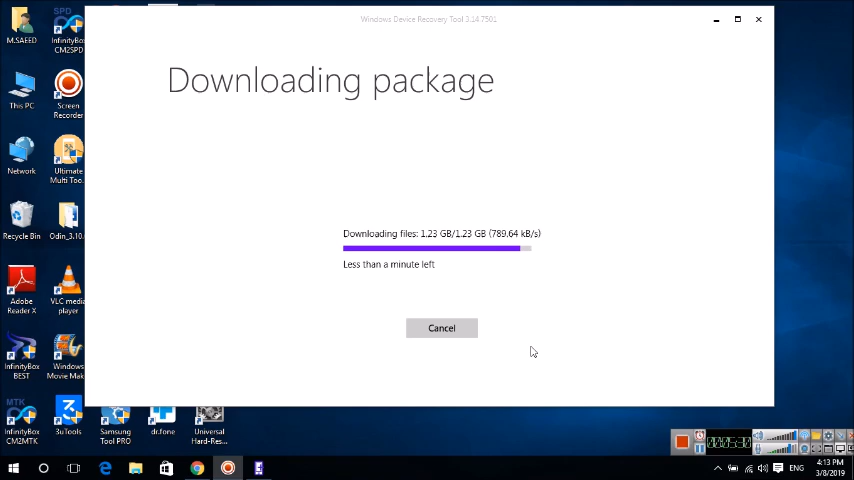 Windows Device Recovery Tool 3.14.7501
Downloading package
Downloading files: 1.23 GB/1.23 GB (789.64 kB/s)
Less than a minute left
Cancel
M.SAEED
SPD
InfinityBox
CM2SPD
This PC
Screen
Recorder
Network
Ultimate
Multi Too...
Recycle Bin
Odin_3.10.
Adobe
Reader X
VLC media
player
InfinityBox
BEST
Windows
Movie Mak
MTK
InfinityBox
CM2MTK
3uTools
Samsung
Tool PRO
dr.fone
Universal
Hard-Res...
ENG
4:13 PM
3/8/2019